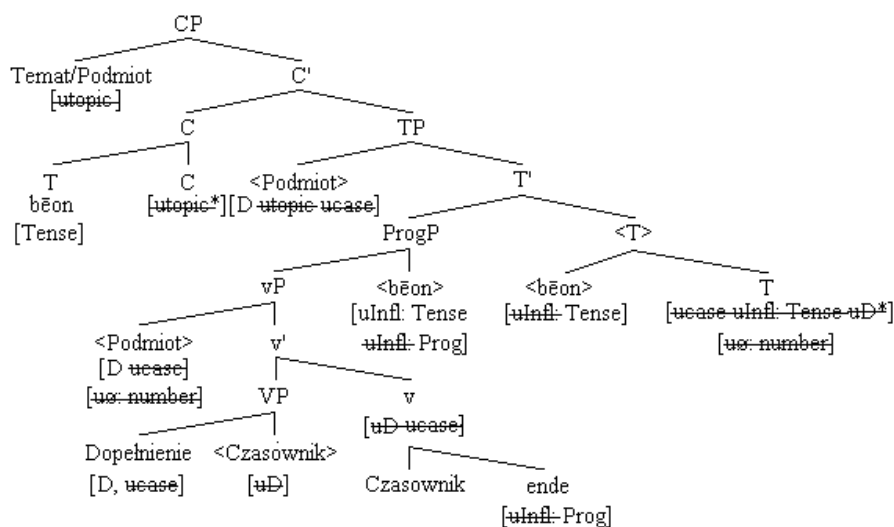 CP
Temat/Podmiot C'
[utopic]
C TP
T C <Podmiot> T'
bēon [utopic*][D utopic ucase]
[Tense]
ProgP <T>
vP <bēon> <bēon> T
[uInfl: Tense [uInfl: Tense] [ucase uInfl: Tense uD*]
<Podmiot> v' uInfl: Prog] [uø: number]
[D ucase]
[uø: number] VP v
[uD ucase]
Dopełnienie <Czasownik>
[D, ucase] [uD] Czasownik ende
[uInfl: Prog]